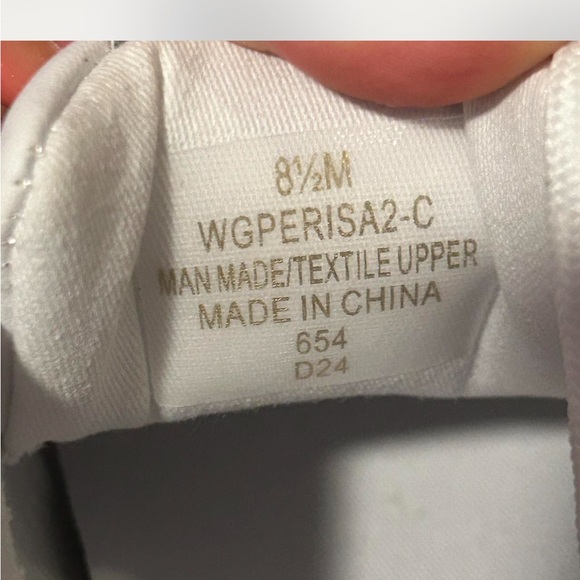 8½M
WGPERISA2-C
MAN MADE/TEXTILE UPPER
MADE IN CHINA
654
D24